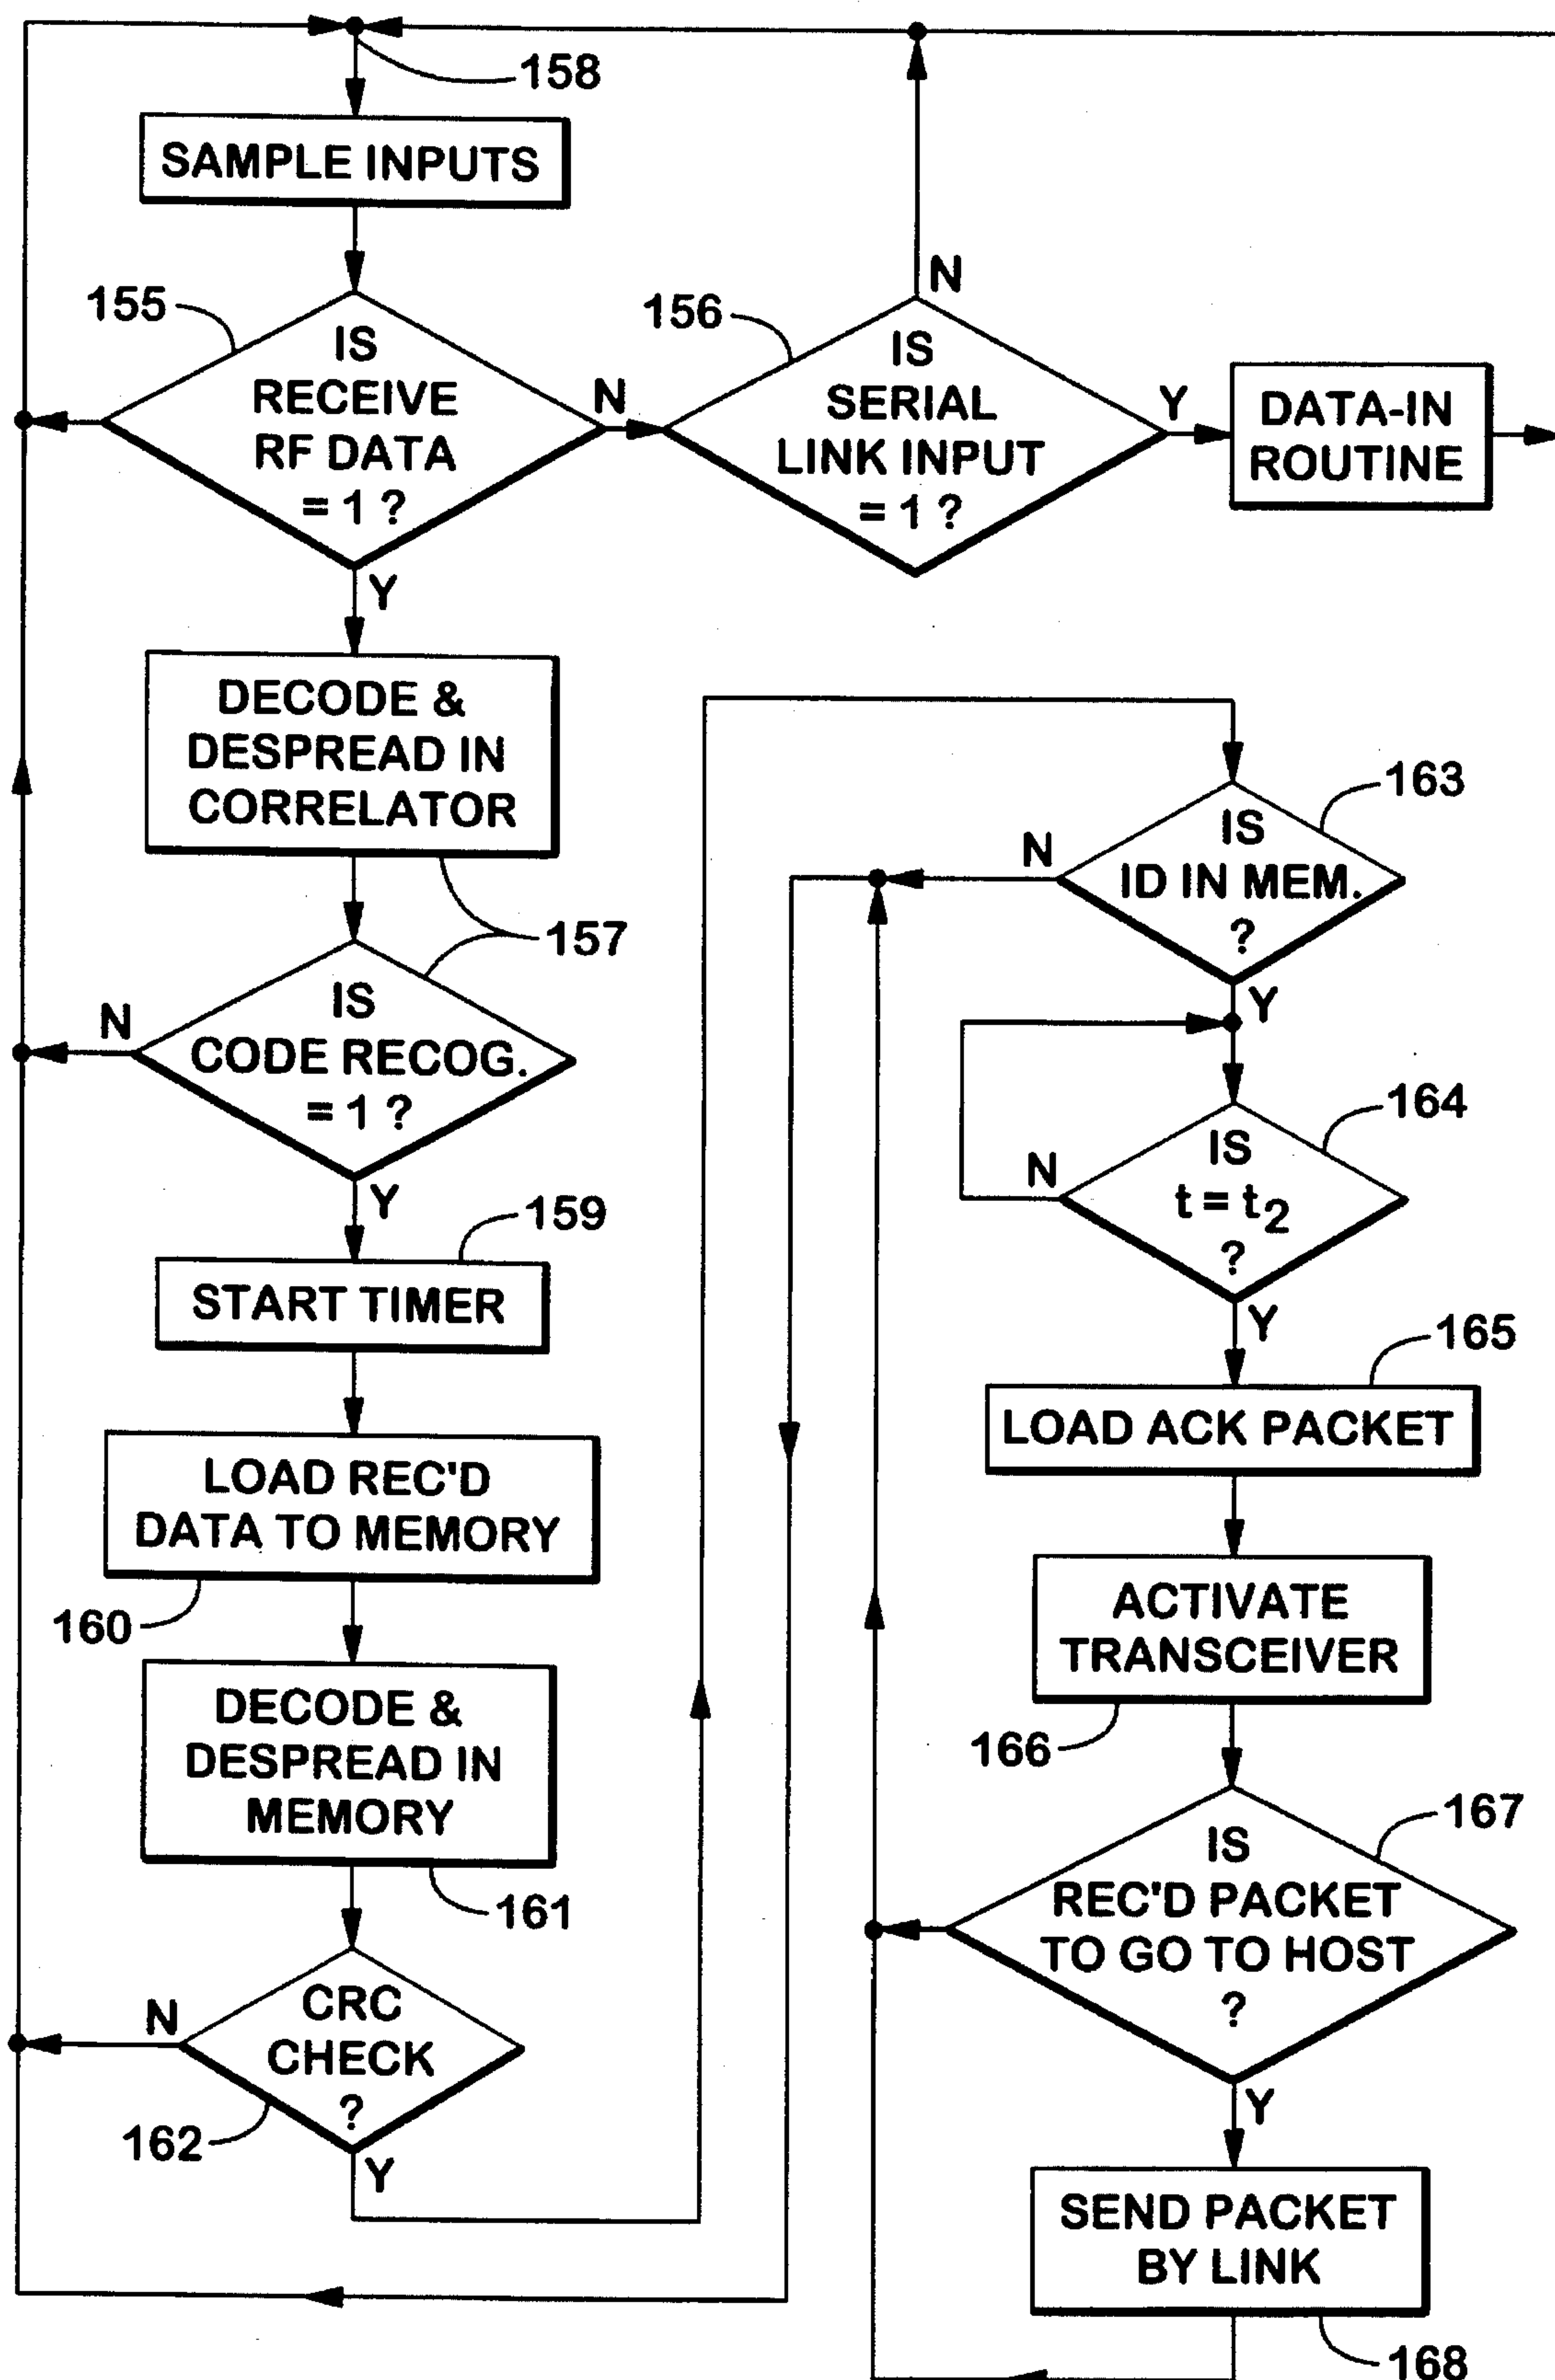 158
SAMPLE INPUTS
155
IS
RECEIVE
RF DATA
= 1 ?
N
Y
156
IS
SERIAL
LINK INPUT
= 1 ?
N
Y
DATA-IN
ROUTINE
DECODE &
DESPREAD IN
CORRELATOR
157
IS
CODE RECOG.
= 1 ?
N
Y
159
START TIMER
LOAD REC'D
DATA TO MEMORY
160
DECODE &
DESPREAD IN
MEMORY
161
CRC
CHECK
?
N
162
Y
163
IS
ID IN MEM.
?
N
Y
164
IS
t = t2
?
N
Y
165
LOAD ACK PACKET
ACTIVATE
TRANSCEIVER
166
167
IS
REC'D PACKET
TO GO TO HOST
?
Y
SEND PACKET
BY LINK
168